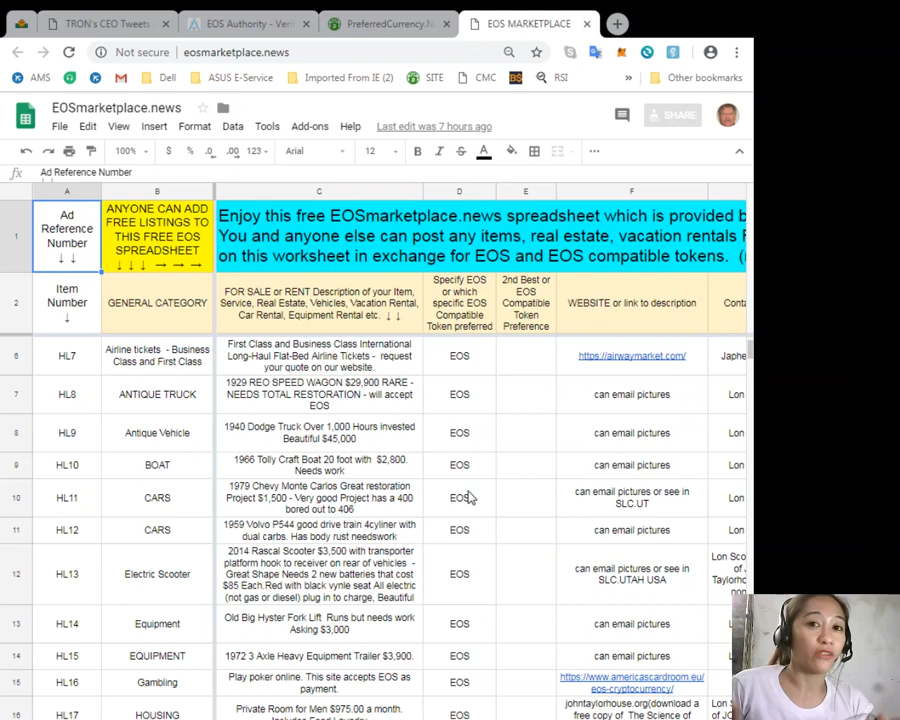 TRON's CEO Tweets
EOS Authority - Veri
PreferredCurrency.N
EOS MARKETPLACE
Not secure
eosmarketplace.news
AMS
Dell
ASUS E-Service
Imported From IE (2)
SITE
CMC
BS
RSI
»
Other bookmarks
EOSmarketplace.news
SHARE
File Edit View Insert Format Data Tools Add-ons Help Last edit was 7 hours ago
100% $ % .0 .00 123 Arial 12 B I S A
fx Ad Reference Number
A B C D E F
1
Ad
Reference
Number
↓ ↓
ANYONE CAN ADD
FREE LISTINGS TO
THIS FREE EOS
SPREADSHEET
↓ ↓ ↓ → → →
Enjoy this free EOSmarketplace.news spreadsheet which is provided b
You and anyone else can post any items, real estate, vacation rentals
on this worksheet in exchange for EOS and EOS compatible tokens.
2
Item
Number
↓
GENERAL CATEGORY
FOR SALE or RENT Description of your Item,
Service, Real Estate, Vehicles, Vacation Rental,
Car Rental, Equipment Rental etc. ↓ ↓
Specify EOS
or which
specific EOS
Compatible
Token preferred
2nd Best or
EOS
Compatible
Token
Preference
WEBSITE or link to description
Conta
6
HL7
Airline tickets - Business
Class and First Class
First Class and Business Class International
Long-Haul Flat-Bed Airline Tickets - request
your quote on our website.
EOS
https://airwaymarket.com/
Japhe
7
HL8
ANTIQUE TRUCK
1929 REO SPEED WAGON $29,900 RARE -
NEEDS TOTAL RESTORATION - will accept
EOS
EOS
can email pictures
Lon
8
HL9
Antique Vehicle
1940 Dodge Truck Over 1,000 Hours invested
Beautiful $45,000
EOS
can email pictures
Lon
9
HL10
BOAT
1966 Tolly Craft Boat 20 foot with $2,800.
Needs work
EOS
can email pictures
Lon
10
HL11
CARS
1979 Chevy Monte Carlos Great restoration
Project $1,500 - Very good Project has a 400
bored out to 406
EOS
can email pictures or see in
SLC.UT
Lon
11
HL12
CARS
1959 Volvo P544 good drive train 4cyliner with
dual carbs. Has body rust needswork
EOS
can email pictures
Lon
12
HL13
Electric Scooter
2014 Rascal Scooter $3,500 with transporter
platform hook to receiver on rear of vehicles -
Great Shape Needs 2 new batteries that cost
$85 Each.Red with black vynle seat All electric
(not gas or diesel) plug in to charge, Beautiful
EOS
can email pictures or see in
SLC.UTAH USA
Lon Sco
of J
Taylorho
13
HL14
Equipment
Old Big Hyster Fork Lift Runs but needs work
Asking $3,000
EOS
can email pictures
14
HL15
EQUIPMENT
1972 3 Axle Heavy Equipment Trailer $3,900.
EOS
can email pictures
15
HL16
Gambling
Play poker online. This site accepts EOS as
payment.
EOS
https://www.americascardroom.eu/
eos-cryptocurrency/
16
HL17
HOUSING
Private Room for Men $975.00 a month.
EOS
johntaylorhouse.org(download a
free copy of The Science of